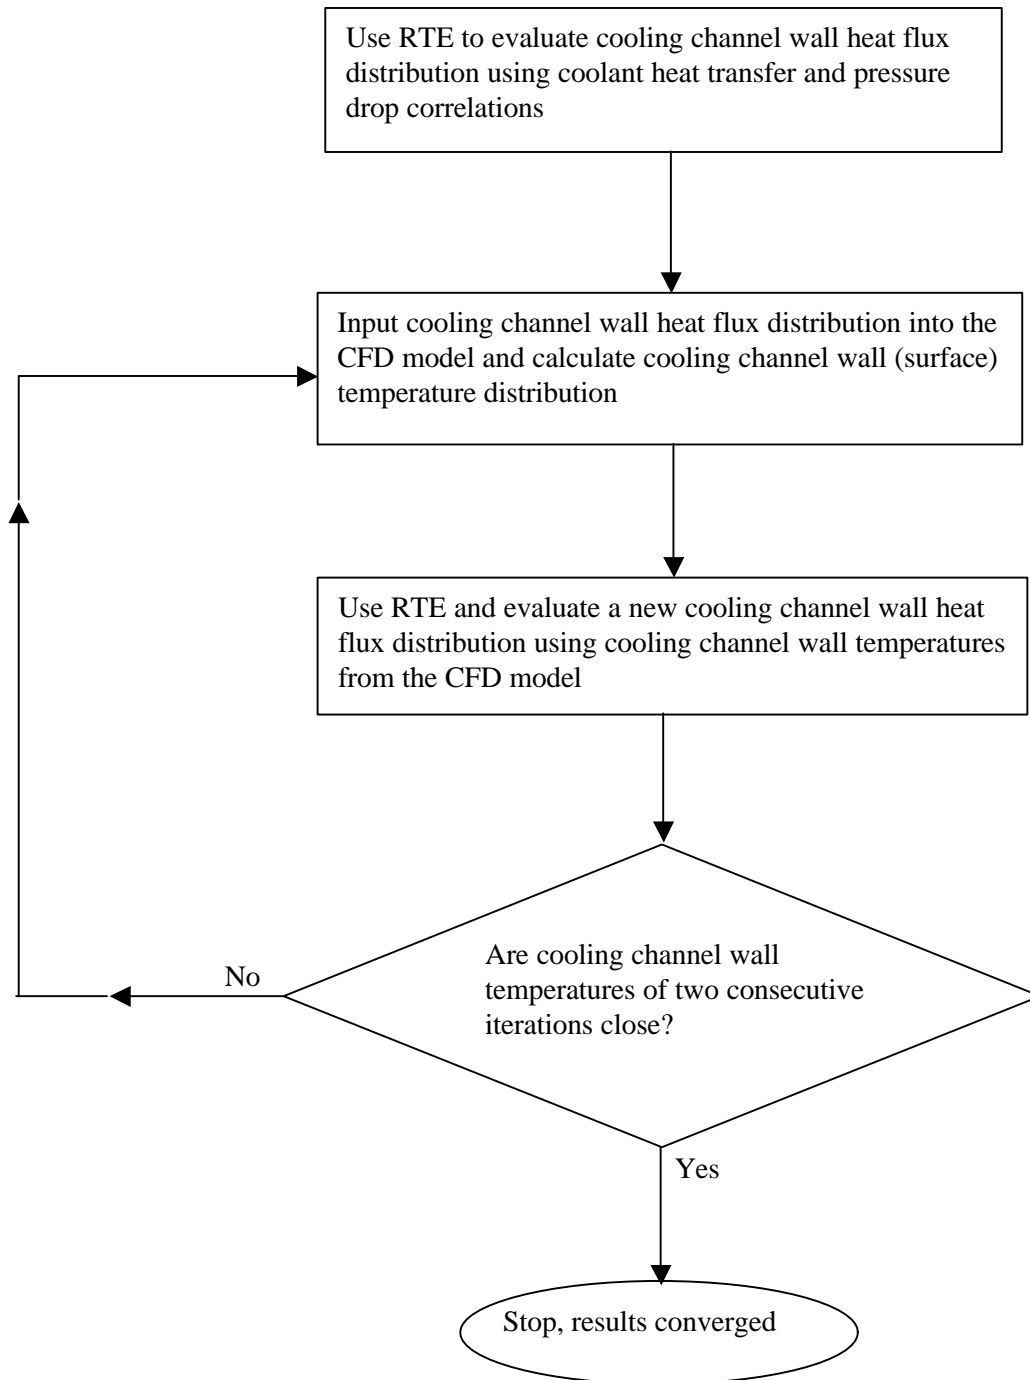 Use RTE to evaluate cooling channel wall heat flux
distribution using coolant heat transfer and pressure
drop correlations
Input cooling channel wall heat flux distribution into the
CFD model and calculate cooling channel wall (surface)
temperature distribution
Use RTE and evaluate a new cooling channel wall heat
flux distribution using cooling channel wall temperatures
from the CFD model
Are cooling channel wall
temperatures of two consecutive
iterations close?
No
Yes
Stop, results converged